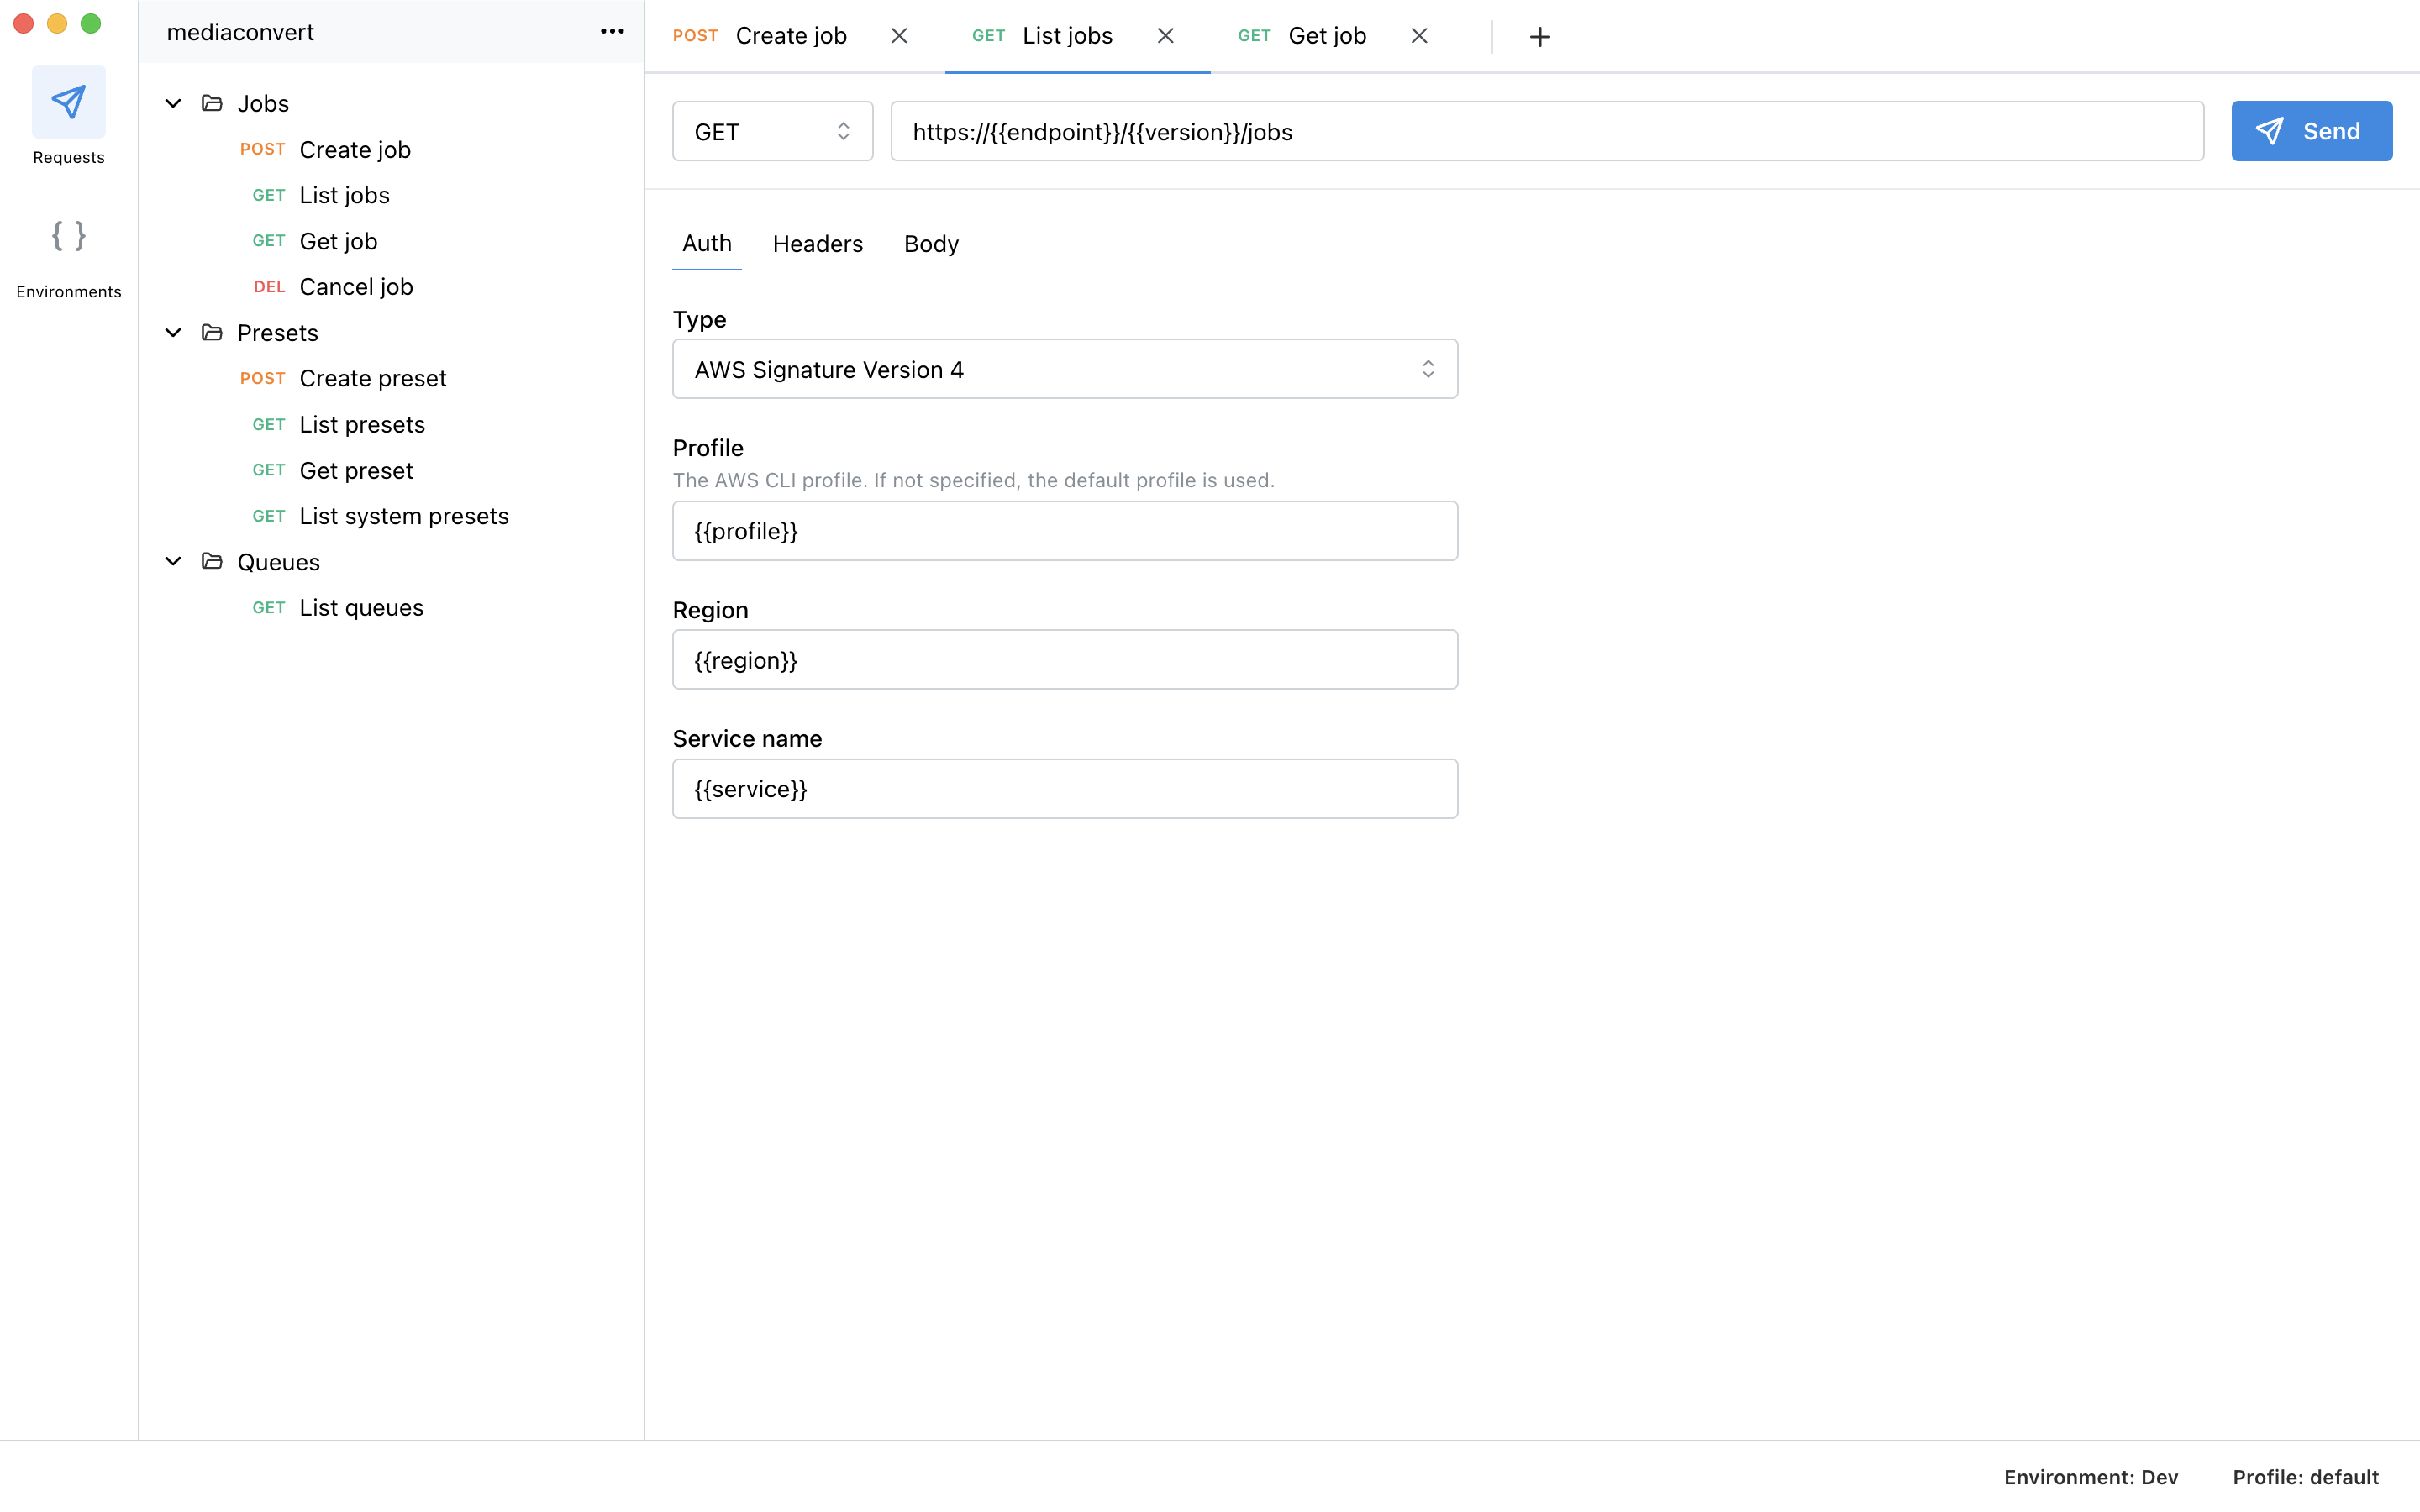 Requests
{ }
Environments
mediaconvert
Jobs
POST Create job
GET List jobs
GET Get job
DEL Cancel job
Presets
POST Create preset
GET List presets
GET Get preset
GET List system presets
Queues
GET List queues
POST Create job
GET List jobs
GET Get job
GET
https://{{endpoint}}/{{version}}/jobs
Send
Auth
Headers
Body
Type
AWS Signature Version 4
Profile
The AWS CLI profile. If not specified, the default profile is used.
{{profile}}
Region
{{region}}
Service name
{{service}}
Environment: Dev
Profile: default